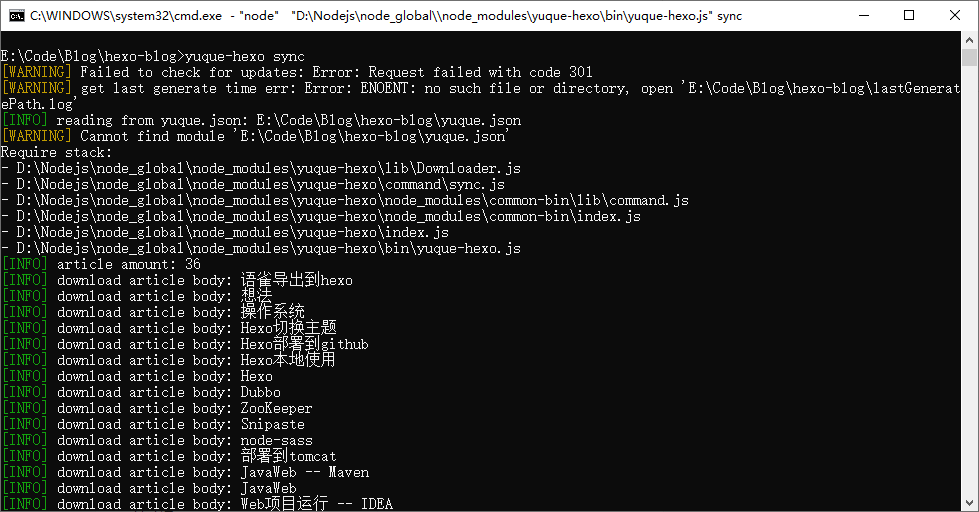 C:\WINDOWS\system32\cmd.exe - "node" "D:\Nodejs\node_global\\node_modules\yuque-hexo\bin\yuque-hexo.js" sync
E:\Code\Blog\hexo-blog>yuque-hexo sync
[WARNING] Failed to check for updates: Error: Request failed with code 301
[WARNING] get last generate time err: Error: ENOENT: no such file or directory, open 'E:\Code\Blog\hexo-blog\lastGenerat
ePath.log'
[INFO] reading from yuque.json: E:\Code\Blog\hexo-blog\yuque.json
[WARNING] Cannot find module 'E:\Code\Blog\hexo-blog\yuque.json'
Require stack:
- D:\Nodejs\node_global\node_modules\yuque-hexo\lib\Downloader.js
- D:\Nodejs\node_global\node_modules\yuque-hexo\command\sync.js
- D:\Nodejs\node_global\node_modules\yuque-hexo\node_modules\common-bin\lib\command.js
- D:\Nodejs\node_global\node_modules\yuque-hexo\node_modules\common-bin\index.js
- D:\Nodejs\node_global\node_modules\yuque-hexo\index.js
- D:\Nodejs\node_global\node_modules\yuque-hexo\bin\yuque-hexo.js
[INFO] article amount: 36
[INFO] download article body: 语雀导出到hexo
[INFO] download article body: 想法
[INFO] download article body: 操作系统
[INFO] download article body: Hexo切换主题
[INFO] download article body: Hexo部署到github
[INFO] download article body: Hexo本地使用
[INFO] download article body: Hexo
[INFO] download article body: Dubbo
[INFO] download article body: ZooKeeper
[INFO] download article body: Snipaste
[INFO] download article body: node-sass
[INFO] download article body: 部署到tomcat
[INFO] download article body: JavaWeb -- Maven
[INFO] download article body: JavaWeb
[INFO] download article body: Web项目运行 -- IDEA